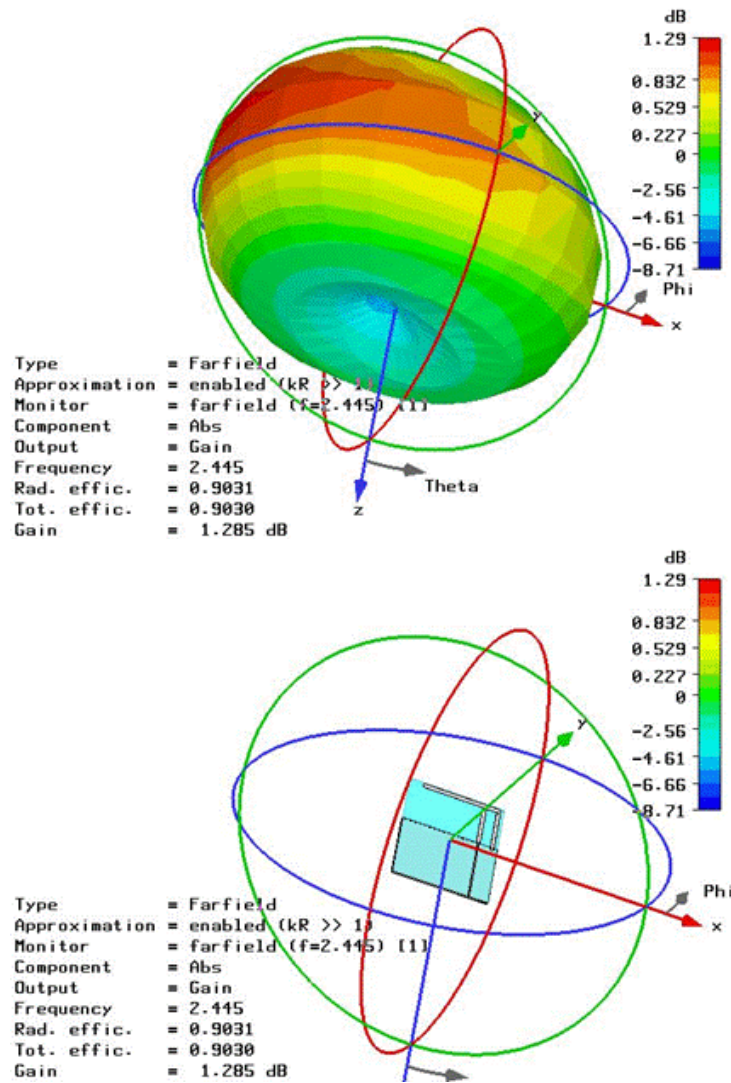 dB
1.29
0.832
0.529
0.227
0
-2.56
-4.61
-6.66
-8.71
y
Phi
x
Type = Farfield
Approximation = enabled (kR >> 1)
Monitor = farfield (f=2.445) [1]
Component = Abs
Output = Gain
Frequency = 2.445
Rad. effic. = 0.9031
Tot. effic. = 0.9030
Gain = 1.285 dB
Theta
z
dB
1.29
0.832
0.529
0.227
0
-2.56
-4.61
-6.66
-8.71
y
Phi
x
Type = Farfield
Approximation = enabled (kR >> 1)
Monitor = farfield (f=2.445) [1]
Component = Abs
Output = Gain
Frequency = 2.445
Rad. effic. = 0.9031
Tot. effic. = 0.9030
Gain = 1.285 dB